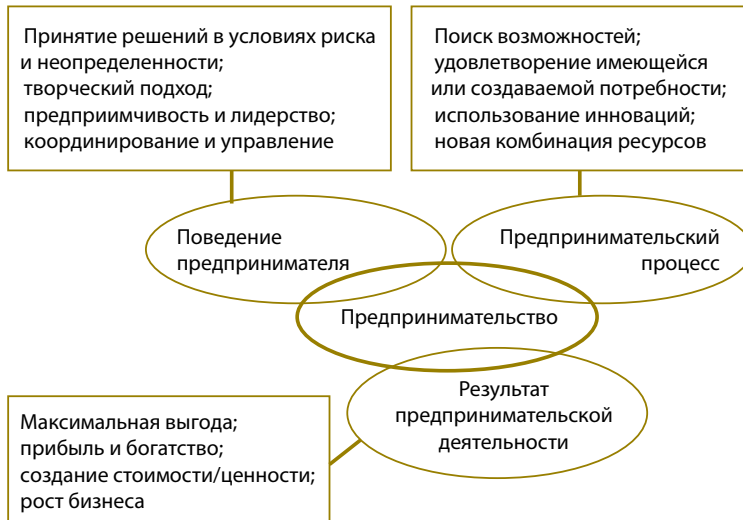 Принятие решений в условиях риска
и неопределенности;
творческий подход;
предприимчивость и лидерство;
координирование и управление
Поиск возможностей;
удовлетворение имеющейся
или создаваемой потребности;
использование инноваций;
новая комбинация ресурсов
Поведение
предпринимателя
Предпринимательский
процесс
Предпринимательство
Результат
предпринимательской
деятельности
Максимальная выгода;
прибыль и богатство;
создание стоимости/ценности;
рост бизнеса